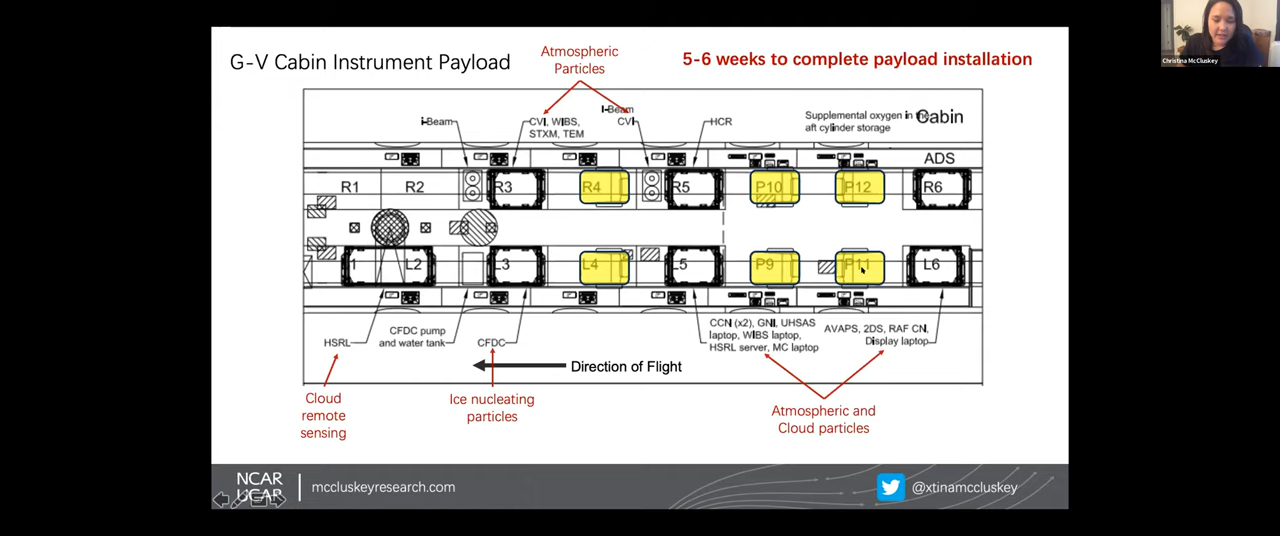 G-V Cabin Instrument Payload
Atmospheric
Particles
5-6 weeks to complete payload installation
I-Beam
CVI, WIBS,
STXM, TEM
I-Beam
CVI
HCR
Supplemental oxygen in the
aft cylinder storage
Cabin
ADS
R1
R2
R3
R4
R5
P10
P12
R6
1
L2
L3
L4
L5
P9
P11
L6
HSRL
CFDC pump
and water tank
CFDC
CCN (x2), GNI, UHSAS
laptop, WIBS laptop,
HSRL server, MC laptop
AVAPS, 2DS, RAF CN,
Display laptop
Direction of Flight
Cloud
remote
sensing
Ice nucleating
particles
Atmospheric and
Cloud particles
NCAR
UCAR
mccluskeyresearch.com
@xtinamccluskey
Christina McCluskey